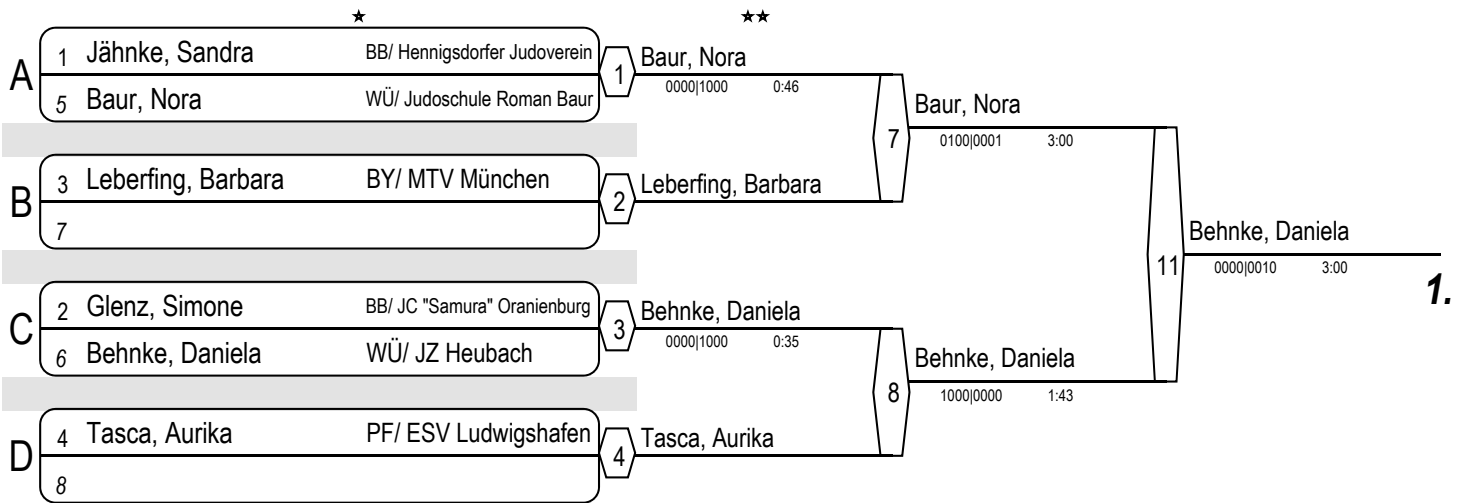 ★ ★★
A
1 Jähnke, Sandra BB/ Hennigsdorfer Judoverein
5 Baur, Nora WÜ/ Judoschule Roman Baur
1
Baur, Nora
0000|1000 0:46
B
3 Leberfing, Barbara BY/ MTV München
7
2
Leberfing, Barbara
7
Baur, Nora
0100|0001 3:00
C
2 Glenz, Simone BB/ JC "Samura" Oranienburg
6 Behnke, Daniela WÜ/ JZ Heubach
3
Behnke, Daniela
0000|1000 0:35
D
4 Tasca, Aurika PF/ ESV Ludwigshafen
8
4
Tasca, Aurika
8
Behnke, Daniela
1000|0000 1:43
11
Behnke, Daniela
0000|0010 3:00
1.